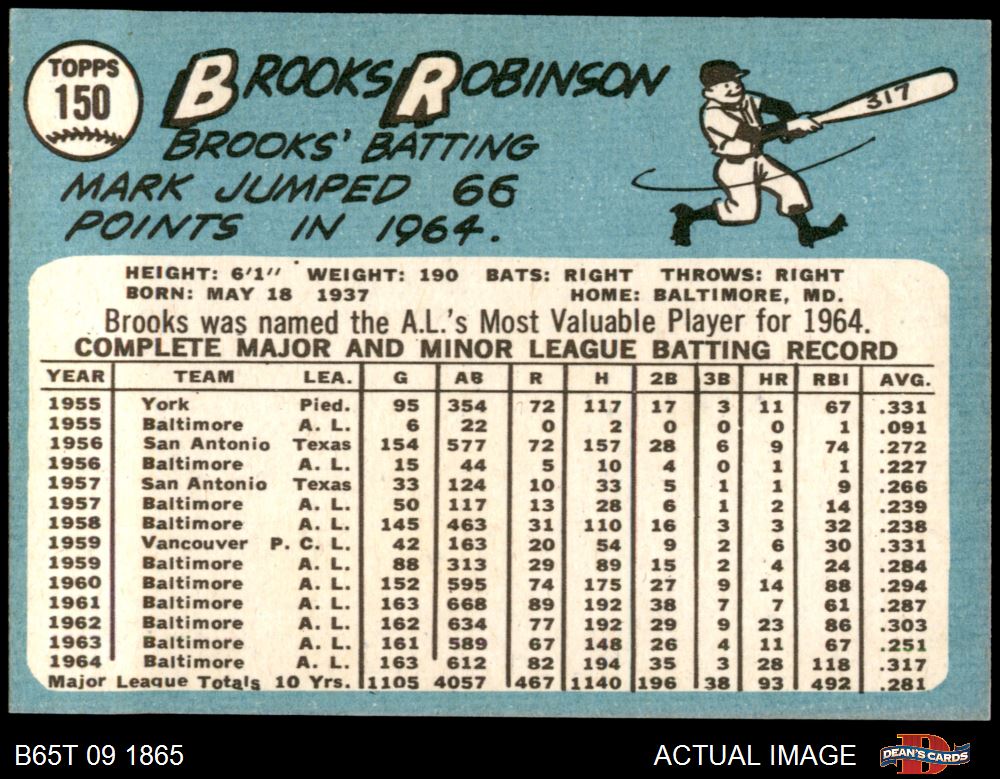 TOPPS
150
BROOKS ROBINSON
BROOKS' BATTING
MARK JUMPED 66
POINTS IN 1964.
317
HEIGHT: 6'1" WEIGHT: 190 BATS: RIGHT THROWS: RIGHT
BORN: MAY 18 1937 HOME: BALTIMORE, MD.
Brooks was named the A.L.'s Most Valuable Player for 1964.
COMPLETE MAJOR AND MINOR LEAGUE BATTING RECORD
YEAR TEAM LEA. G AB R H 2B 3B HR RBI AVG.
1955 York Pied. 95 354 72 117 17 3 11 67 .331
1955 Baltimore A. L. 6 22 0 2 0 0 0 1 .091
1956 San Antonio Texas 154 577 72 157 28 6 9 74 .272
1956 Baltimore A. L. 15 44 5 10 4 0 1 1 .227
1957 San Antonio Texas 33 124 10 33 5 1 1 9 .266
1957 Baltimore A. L. 50 117 13 28 6 1 2 14 .239
1958 Baltimore A. L. 145 463 31 110 16 3 3 32 .238
1959 Vancouver P. C. L. 42 163 20 54 9 2 6 30 .331
1959 Baltimore A. L. 88 313 29 89 15 2 4 24 .284
1960 Baltimore A. L. 152 595 74 175 27 9 14 88 .294
1961 Baltimore A. L. 163 668 89 192 38 7 7 61 .287
1962 Baltimore A. L. 162 634 77 192 29 9 23 86 .303
1963 Baltimore A. L. 161 589 67 148 26 4 11 67 .251
1964 Baltimore A. L. 163 612 82 194 35 3 28 118 .317
Major League Totals 10 Yrs. 1105 4057 467 1140 196 38 93 492 .281
B65T 09 1865 ACTUAL IMAGE DEAN'S CARDS